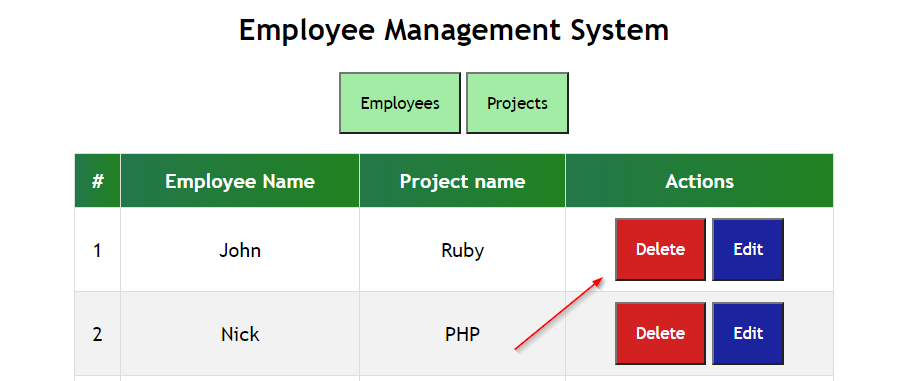 Employee Management System
Employees Projects
# Employee Name Project name Actions
1 John Ruby Delete Edit
2 Nick PHP Delete Edit